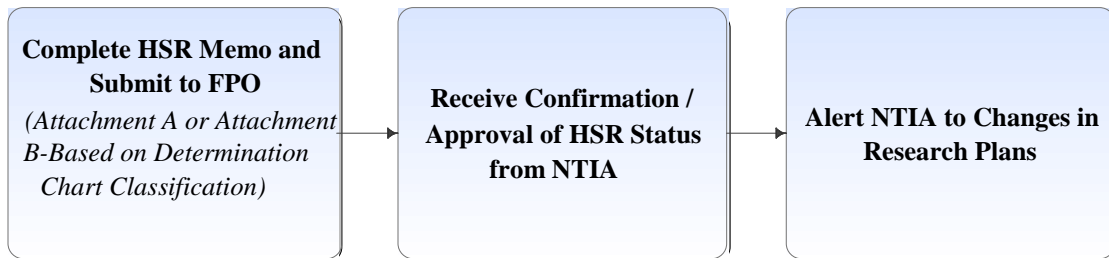 Complete HSR Memo and
Submit to FPO
(Attachment A or Attachment
B-Based on Determination
Chart Classification)
Receive Confirmation /
Approval of HSR Status
from NTIA
Alert NTIA to Changes in
Research Plans